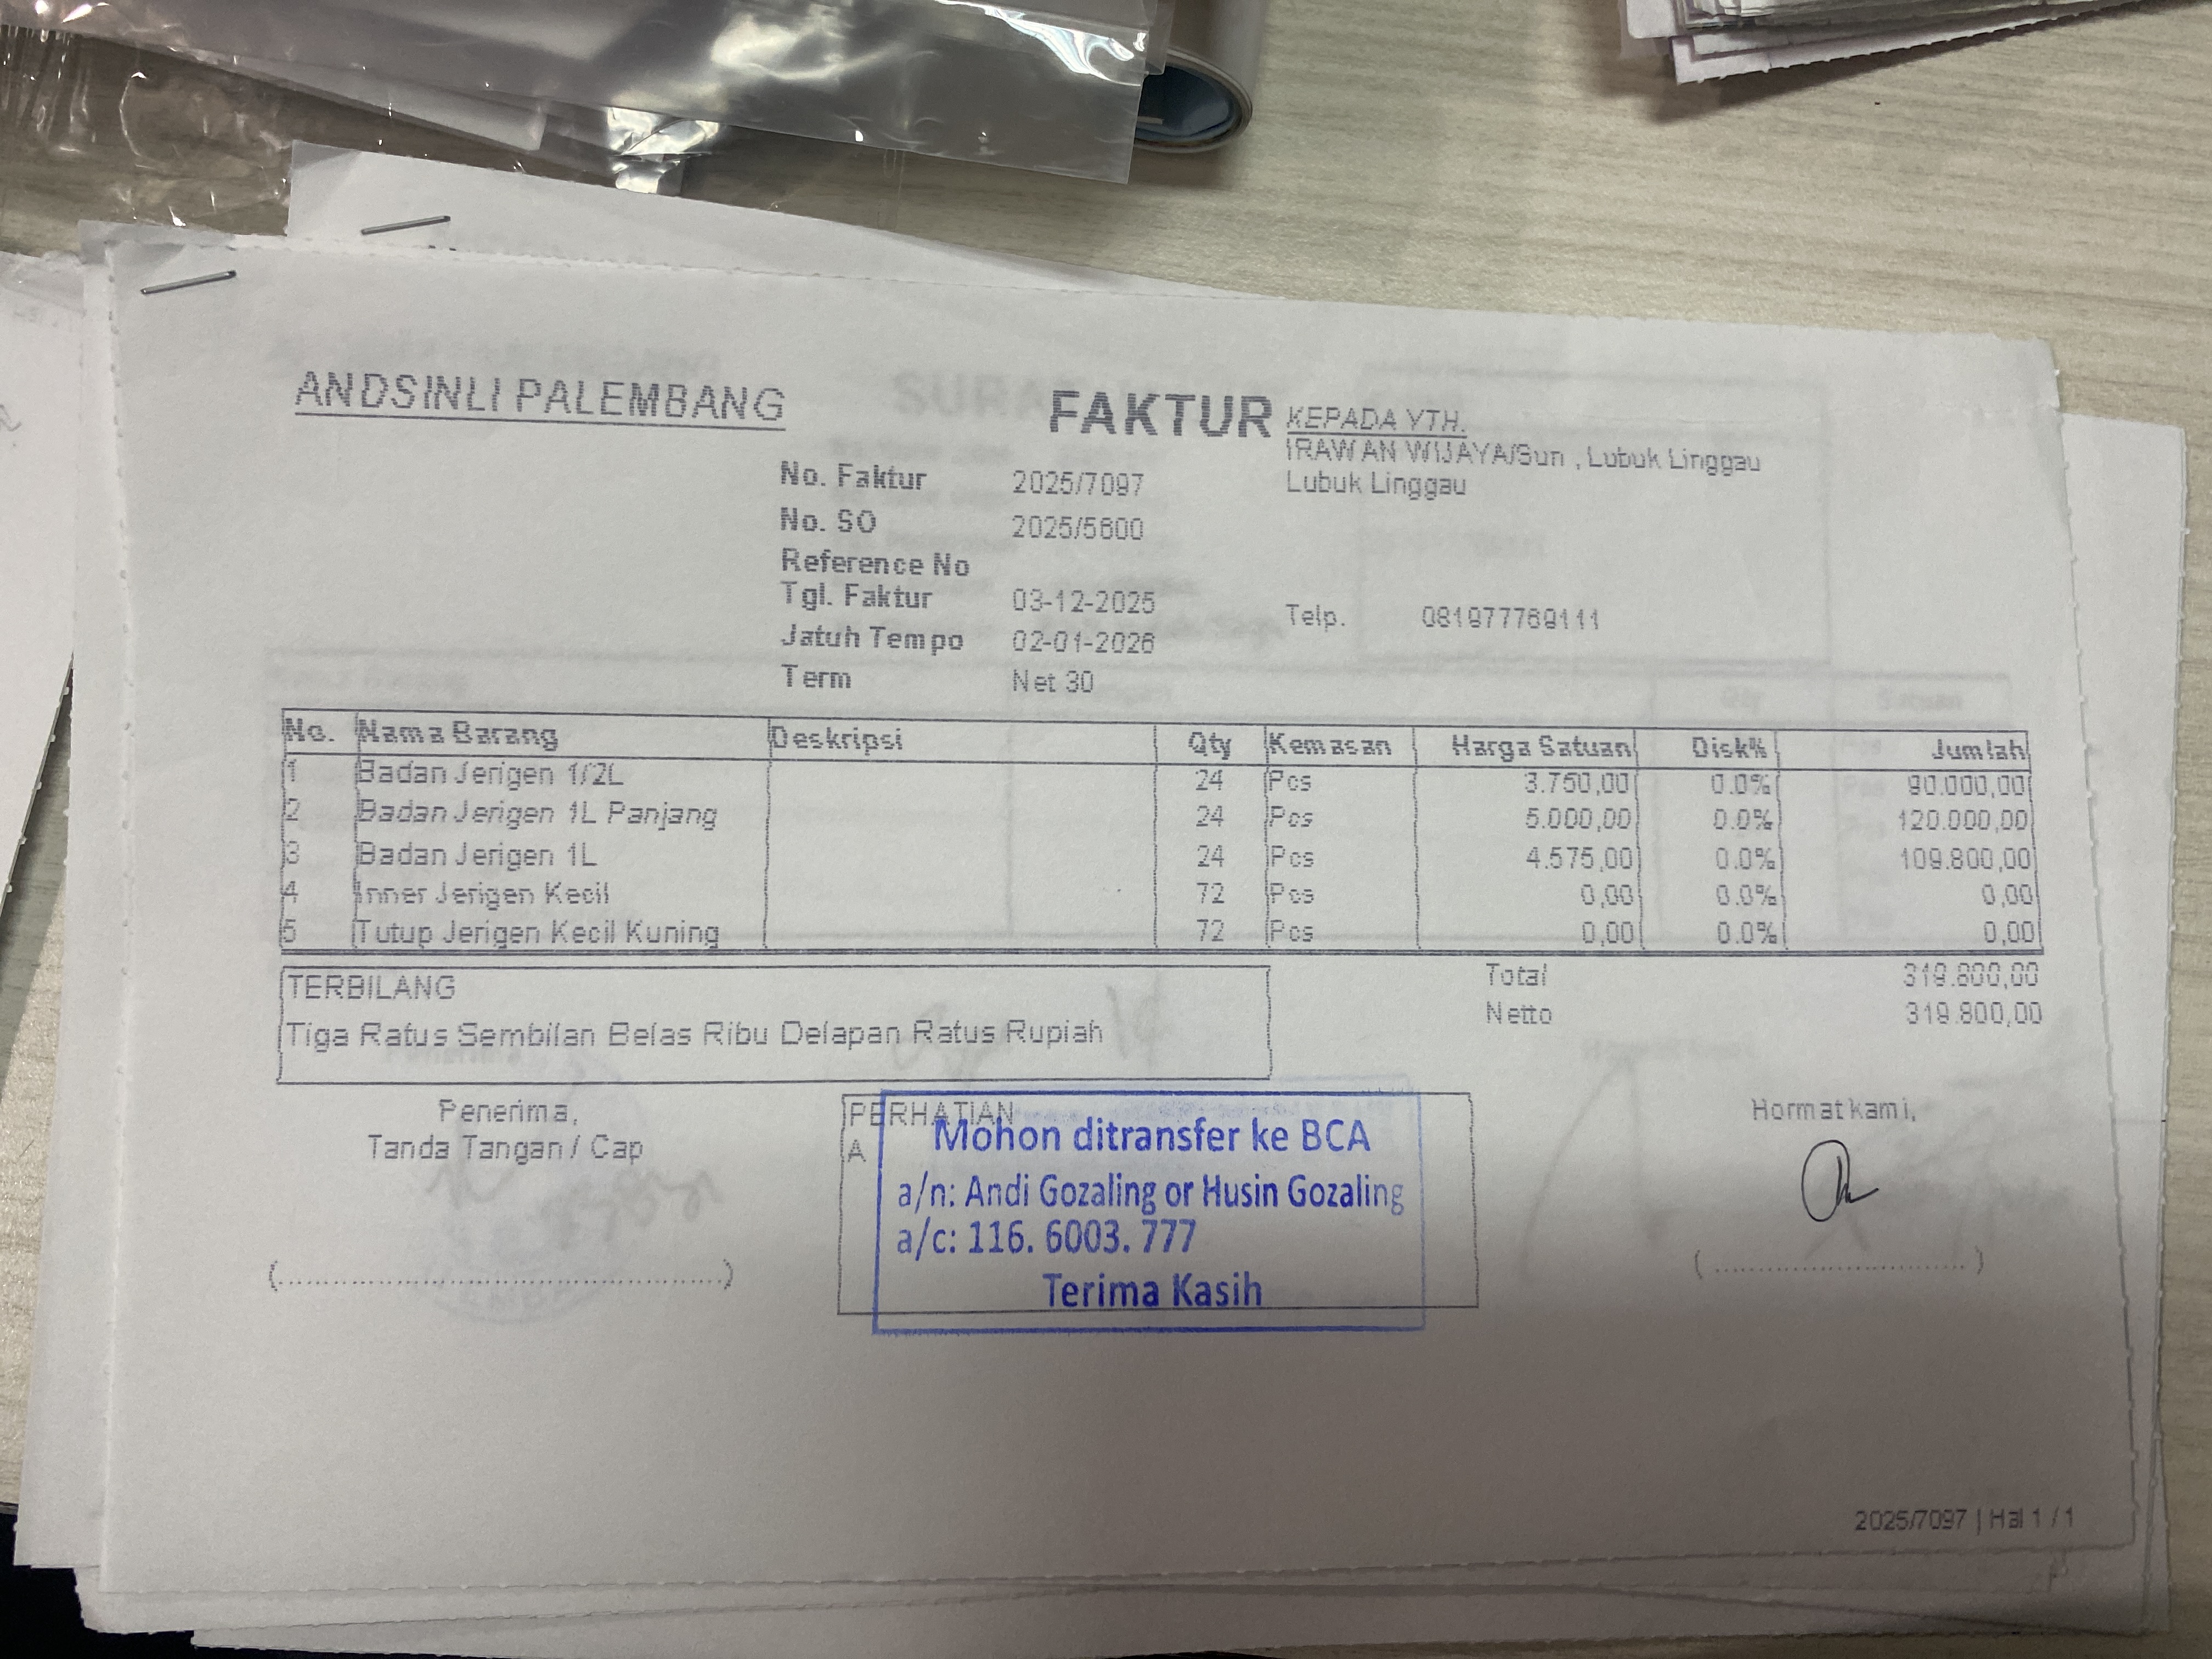 ANDSINLI PALEMBANG
FAKTUR
KEPADA YTH.
IRAWAN WIJAYA/Sun , Lubuk Linggau
Lubuk Linggau
No. Faktur 2025/7097
No. SO 2025/5600
Reference No
Tgl. Faktur 03-12-2025
Telp. 081977769111
Jatuh Tempo 02-01-2026
Term Net 30
No. Nama Barang Deskripsi Qty Kemasan Harga Satuan Disk% Jumlah
1 Badan Jerigen 1/2L 24 Pcs 3.750,00 0.0% 90.000,00
2 Badan Jerigen 1L Panjang 24 Pcs 5.000,00 0.0% 120.000,00
3 Badan Jerigen 1L 24 Pcs 4.575,00 0.0% 109.800,00
4 Inner Jerigen Kecil 72 Pcs 0,00 0.0% 0,00
5 Tutup Jerigen Kecil Kuning 72 Pcs 0,00 0.0% 0,00
TERBILANG
Tiga Ratus Sembilan Belas Ribu Delapan Ratus Rupiah
Total 319.800,00
Netto 319.800,00
Penerima,
Tanda Tangan / Cap
PERHATIAN
A
Mohon ditransfer ke BCA
a/n: Andi Gozaling or Husin Gozaling
a/c: 116. 6003. 777
Terima Kasih
Hormat kami,
(.................................................)
(............................)
2025/7097 | Hal 1 / 1